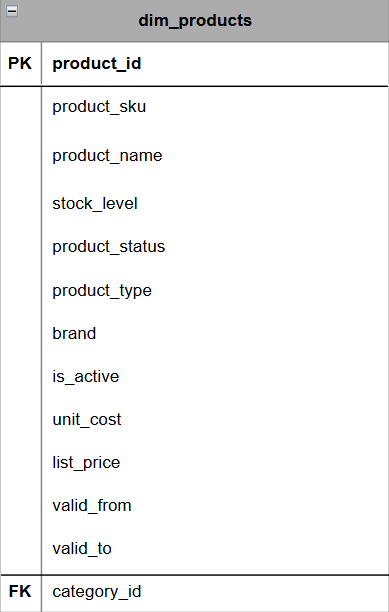 dim_products
PK product_id
product_sku
product_name
stock_level
product_status
product_type
brand
is_active
unit_cost
list_price
valid_from
valid_to
FK category_id